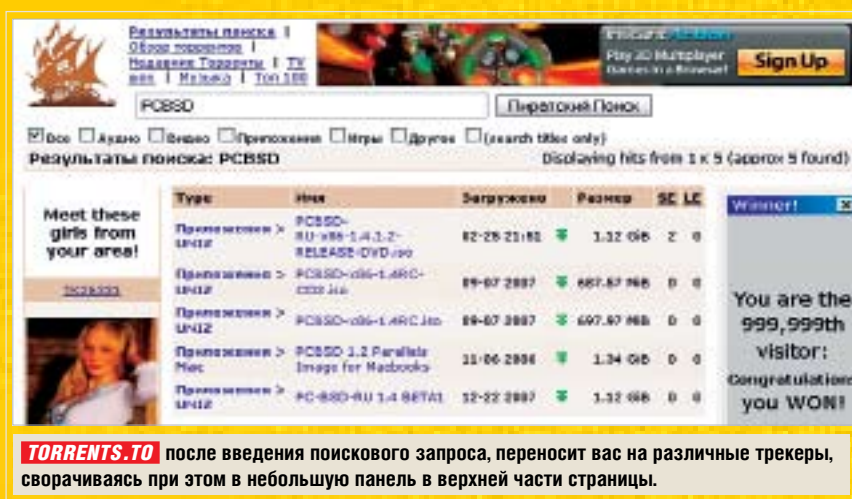 Результаты поиска |
Обзор торрентов |
Недавние Торренты | TV
шоу | Музыка | Топ 100
Play 3D Multiplayer
Games in a Browser!
Sign Up
PCBSD
Пиратский Поиск
Все Аудио Видео Приложения Игры Другое (search titles only)
Результаты поиска: PCBSD
Displaying hits from 1 к 5 (approx 5 found)
Meet these
girls from
your area!
Type Имя Загружено Размер SE LE
Приложения > UNIX
PCBSD-
RU-x86-1.4.1.2-
RELEASE-DVD.iso
1.12 GiB 2 0
Приложения > UNIX
PCBSD-x86-1.4RC-
CD2.iso
09-07 2007 687.67 MiB 0 0
Приложения > UNIX
PCBSD-x86-1.4RC.iso
09-07 2007 697.97 MiB 0 0
Приложения > Mac
PCBSD 1.2 Parallels
Image for Macbooks
11-06 2006 1.34 GiB 0 0
Приложения > UNIX
PC-BSD-RU 1.4 BETA1
12-22 2007 1.12 GiB 0 0
Winner!
You are the
999,999th
visitor:
Congratulations
you WON!
TORRENTS.TO после введения поискового запроса, переносит вас на различные трекеры,
сворачиваясь при этом в небольшую панель в верхней части страницы.